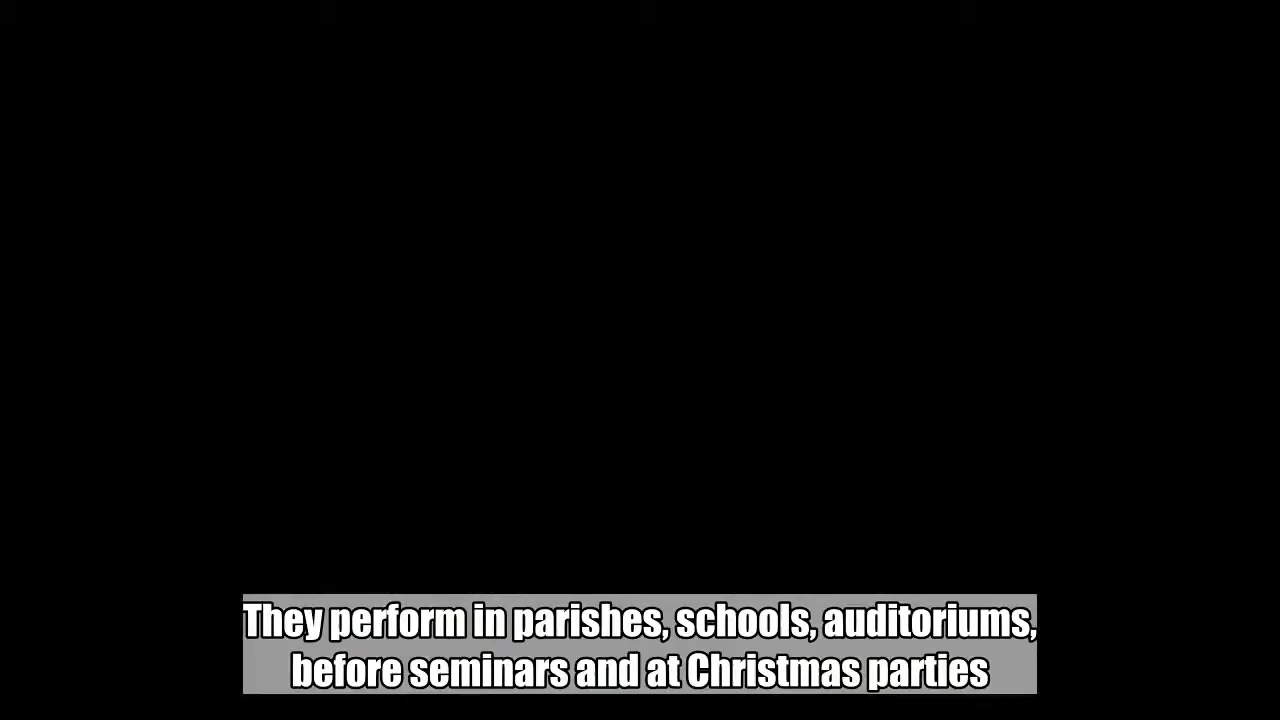 They perform in parishes, schools, auditoriums,
before seminars and at Christmas parties